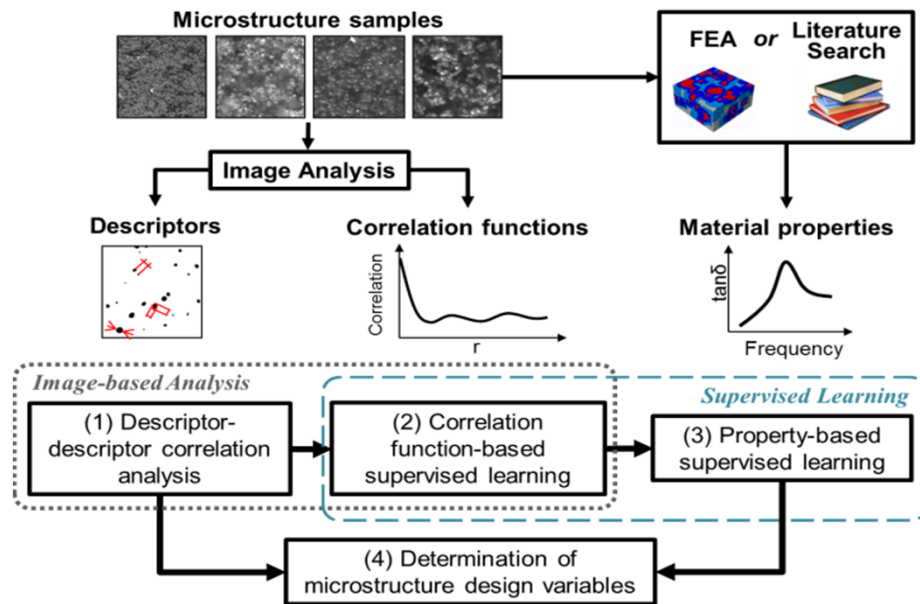 Microstructure samples
FEA or Literature
Search
Image Analysis
Descriptors
Correlation functions
Material properties
Correlation
r
tanδ
Frequency
Image-based Analysis
Supervised Learning
(1) Descriptor-
descriptor correlation
analysis
(2) Correlation
function-based
supervised learning
(3) Property-based
supervised learning
(4) Determination of
microstructure design variables